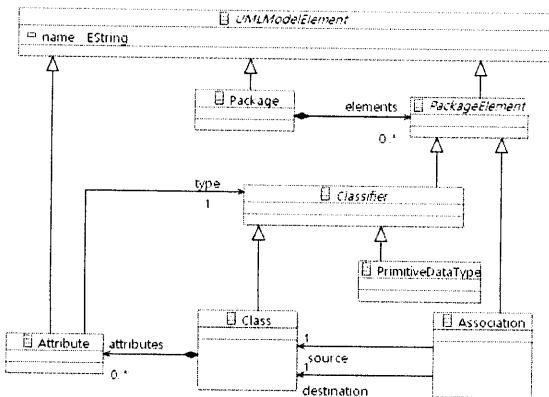 UMLModelElement
name EString
Package
elements
PackageElement
0..*
type
1
Classifier
PrimitiveDataType
Attribute
attributes
Class
Association
1
source
1
destination
0..*